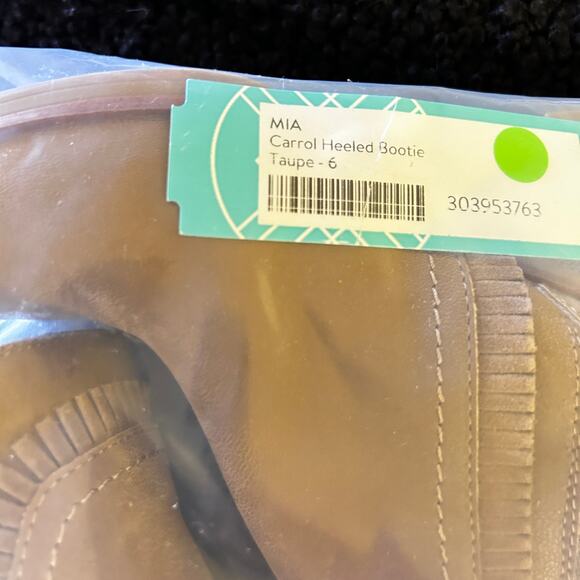 MIA
Carrol Heeled Bootie
Taupe - 6
303953763